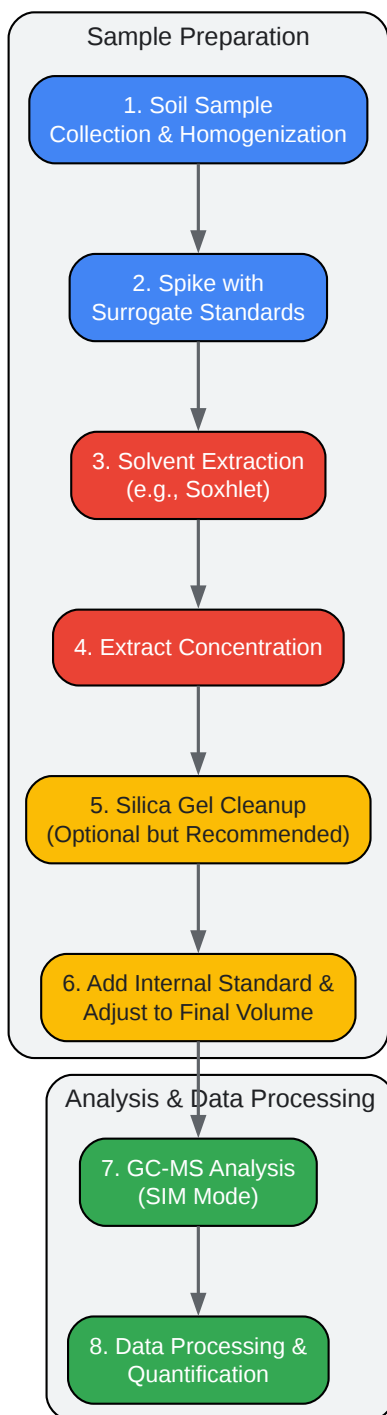 Sample Preparation
1. Soil Sample
Collection & Homogenization
2. Spike with
Surrogate Standards
3. Solvent Extraction
(e.g., Soxhlet)
4. Extract Concentration
5. Silica Gel Cleanup
(Optional but Recommended)
6. Add Internal Standard &
Adjust to Final Volume
Analysis & Data Processing
7. GC-MS Analysis
(SIM Mode)
8. Data Processing &
Quantification